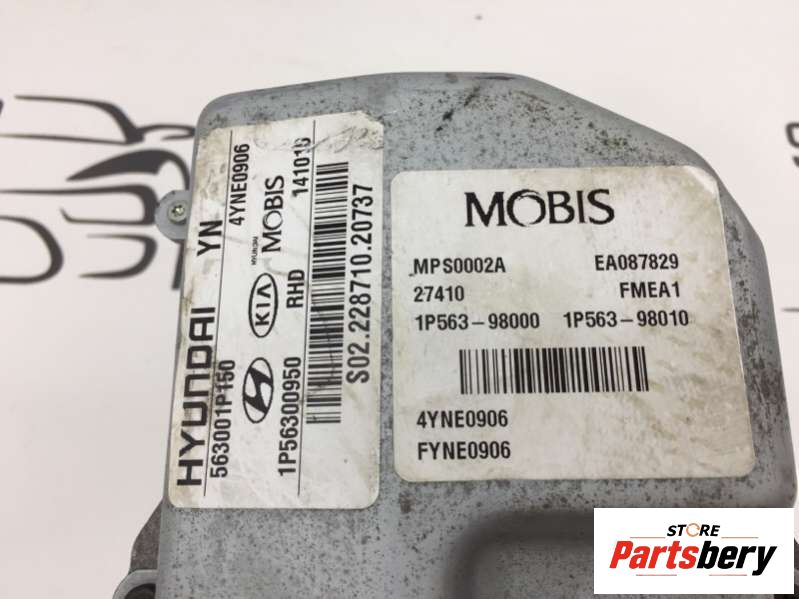 HYUNDAI YN
563001P150 4YNE0906
KIA HYUNDAI MOBIS
1P56300950 RHD 141016
S02.228710.20737
MOBIS
MPS0002A EA087829
27410 FMEA1
1P563-98000 1P563-98010
4YNE0906
FYNE0906
STORE
Partsbery